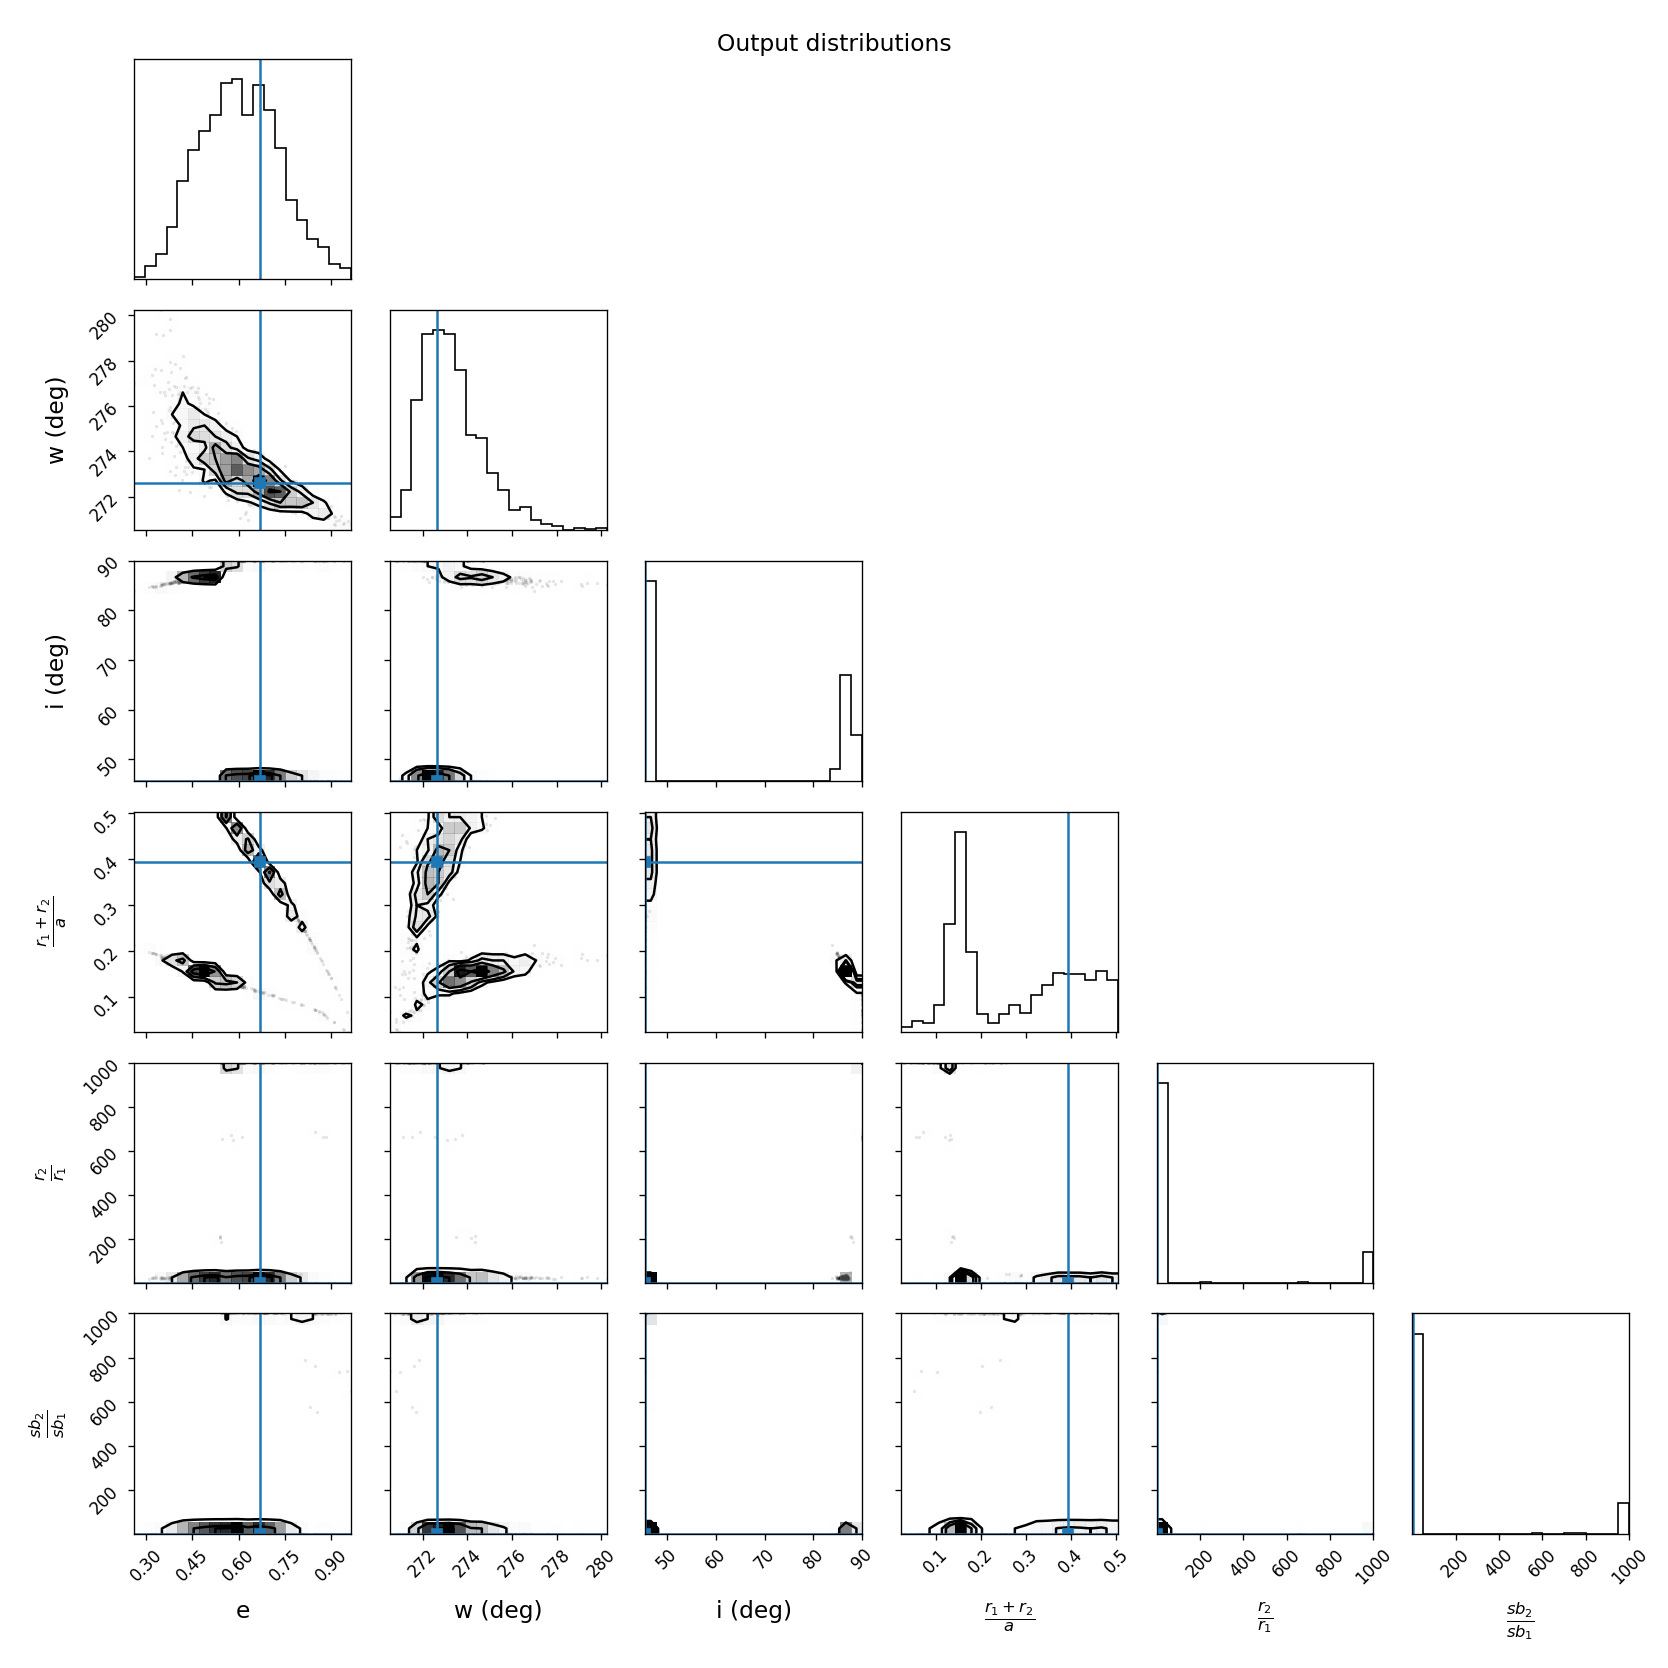 Output distributions
280
278
276
274
272
w (deg)
90
80
70
60
50
i (deg)
0.5
0.4
0.3
0.2
0.1
r₁ + r₂
a
1000
800
600
400
200
r₂
r₁
1000
800
600
400
200
sb₂
sb₁
0.30 0.45 0.60 0.75 0.90
272 274 276 278 280
50 60 70 80 90
0.1 0.2 0.3 0.4 0.5
200 400 600 800 1000
200 400 600 800 1000
e
w (deg)
i (deg)
r₁ + r₂
a
r₂
r₁
sb₂
sb₁